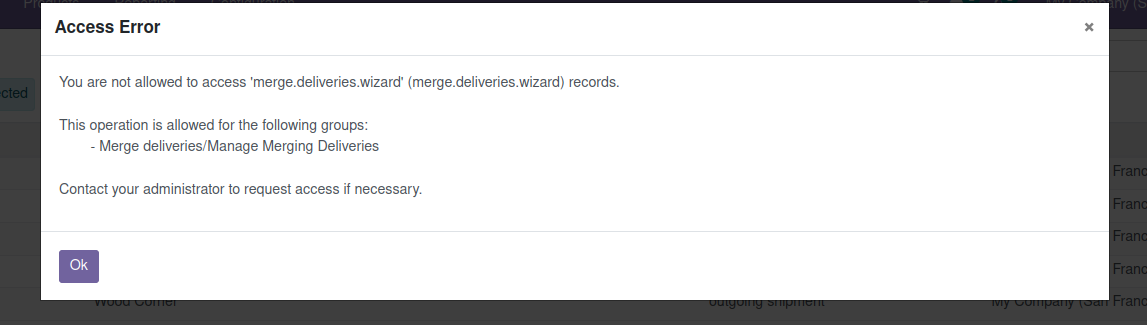 Access Error
×
You are not allowed to access 'merge.deliveries.wizard' (merge.deliveries.wizard) records.
This operation is allowed for the following groups:
- Merge deliveries/Manage Merging Deliveries
Contact your administrator to request access if necessary.
Ok
ected
Franc
Franc
Franc
Franc
Wood Corner outgoing shipment My Company (San Franc